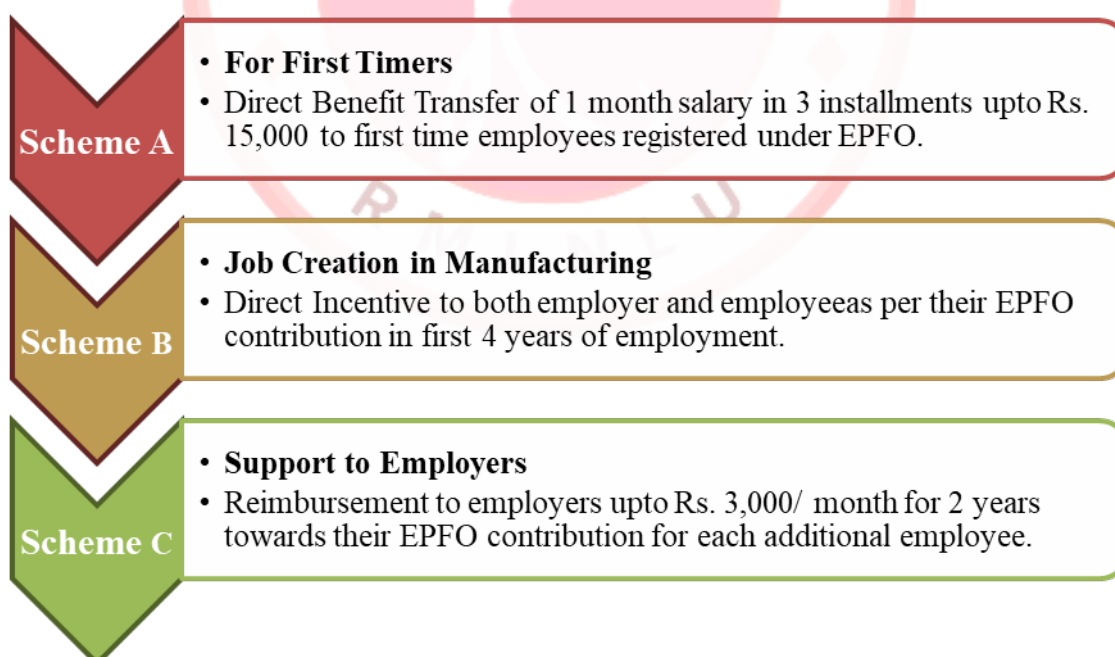 Scheme A
• For First Timers
• Direct Benefit Transfer of 1 month salary in 3 installments upto Rs.
15,000 to first time employees registered under EPFO.
RMLNLU
Scheme B
• Job Creation in Manufacturing
• Direct Incentive to both employer and employeeas per their EPFO
contribution in first 4 years of employment.
Scheme C
• Support to Employers
• Reimbursement to employers upto Rs. 3,000/ month for 2 years
towards their EPFO contribution for each additional employee.